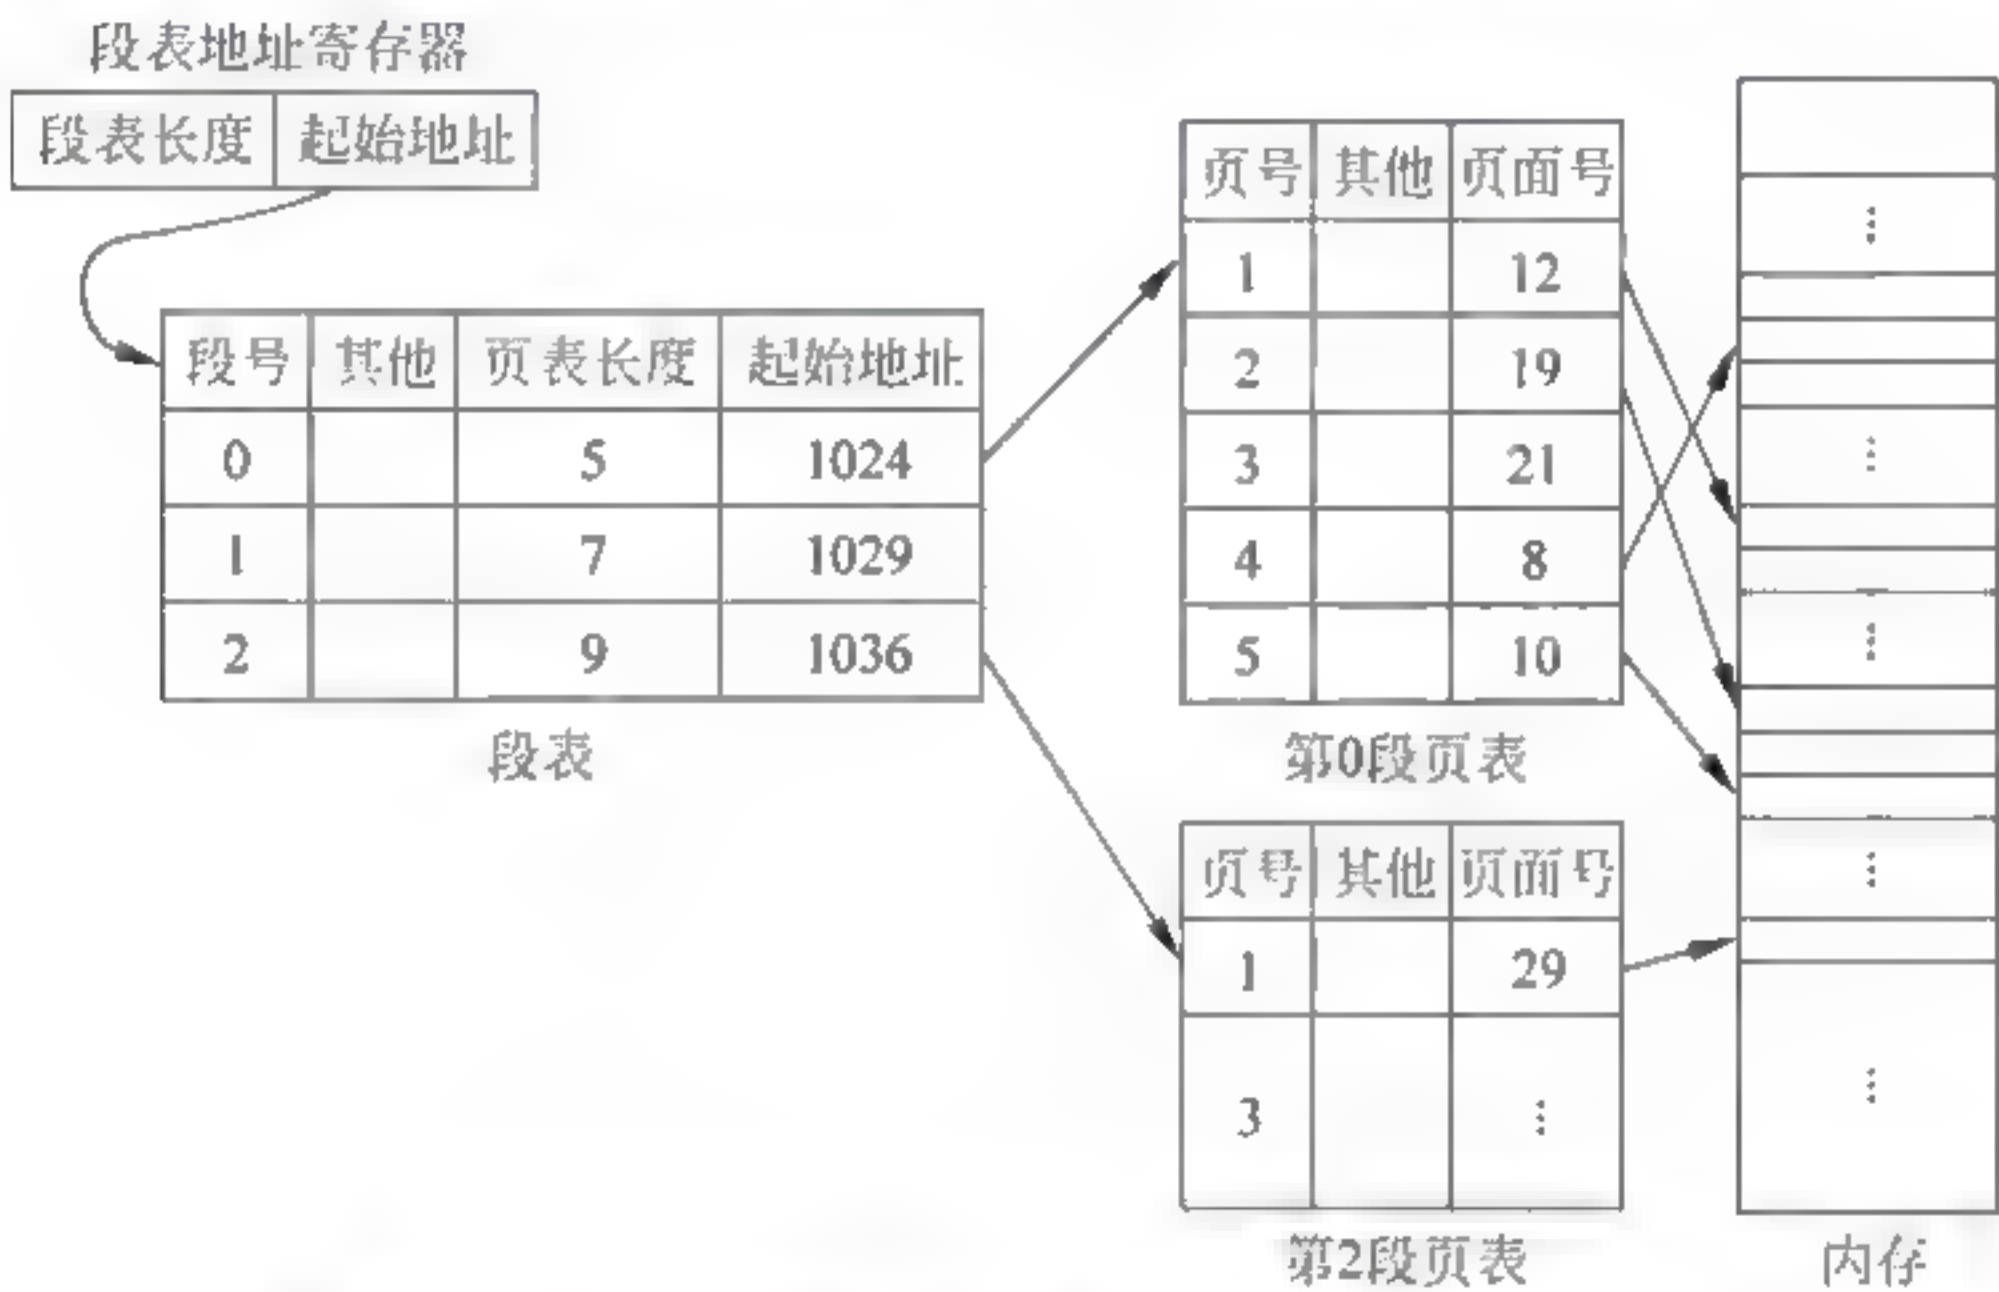 段表地址寄存器
段表长度 起始地址
段号 其他 页表长度 起始地址
0 5 1024
1 7 1029
2 9 1036
段表
页号 其他 页面号
1 12
2 19
3 21
4 8
5 10
第0段页表
页号 其他 页面号
1 29
3 ⋮
第2段页表
⋮
⋮
⋮
⋮
⋮
内存